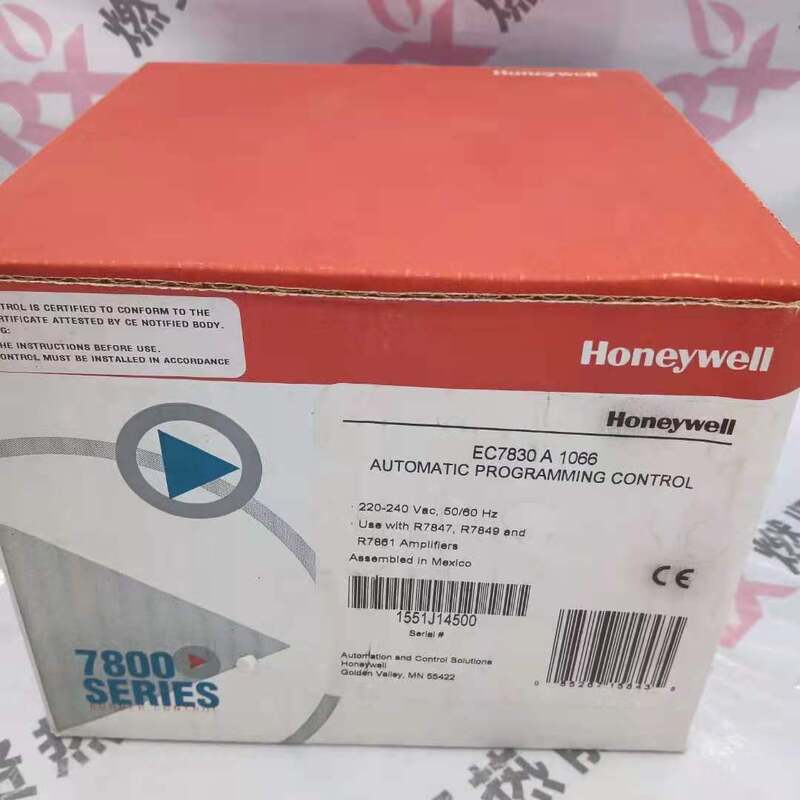 Honeywell
NTROL IS CERTIFIED TO CONFORM TO THE
RTIFICATE ATTESTED BY CE NOTIFIED BODY.
G:
HE INSTRUCTIONS BEFORE USE.
ONTROL MUST BE INSTALLED IN ACCORDANCE
Honeywell
Honeywell
EC7830 A 1066
AUTOMATIC PROGRAMMING CONTROL
· 220-240 Vac, 50/60 Hz
· Use with R7847, R7849 and
R7861 Amplifiers
Assembled in Mexico
CE
1551J14500
Serial #
Automation and Control Solutions
Honeywell
Golden Valley, MN 55422
7800
SERIES
BURNER CONTROL